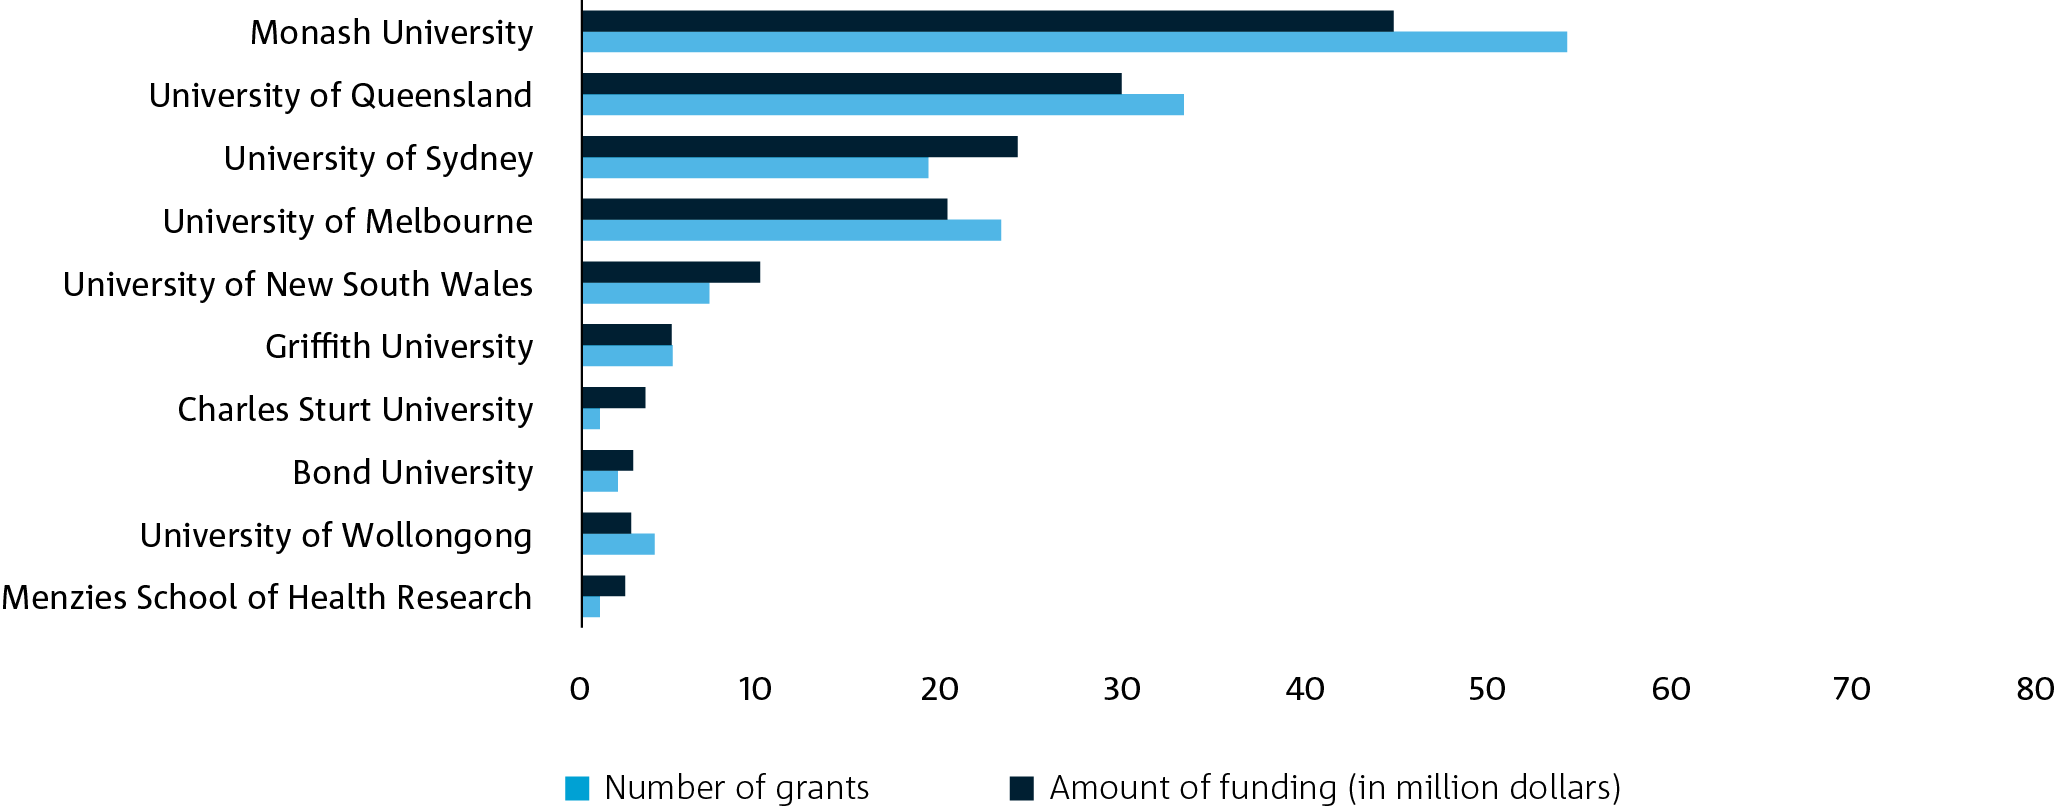 Monash University
University of Queensland
University of Sydney
University of Melbourne
University of New South Wales
Griffith University
Charles Sturt University
Bond University
University of Wollongong
Menzies School of Health Research
0 10 20 30 40 50 60 70 80
Number of grants Amount of funding (in million dollars)